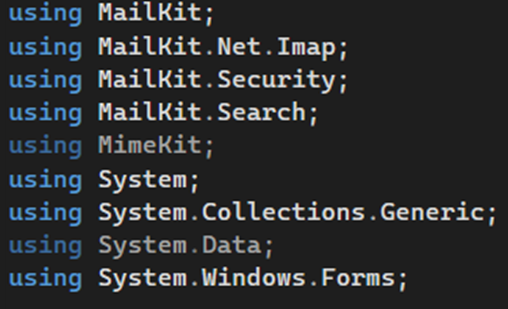 using MailKit;
using MailKit.Net.Imap;
using MailKit.Security;
using MailKit.Search;
using MimeKit;
using System;
using System.Collections.Generic;
using System.Data;
using System.Windows.Forms;